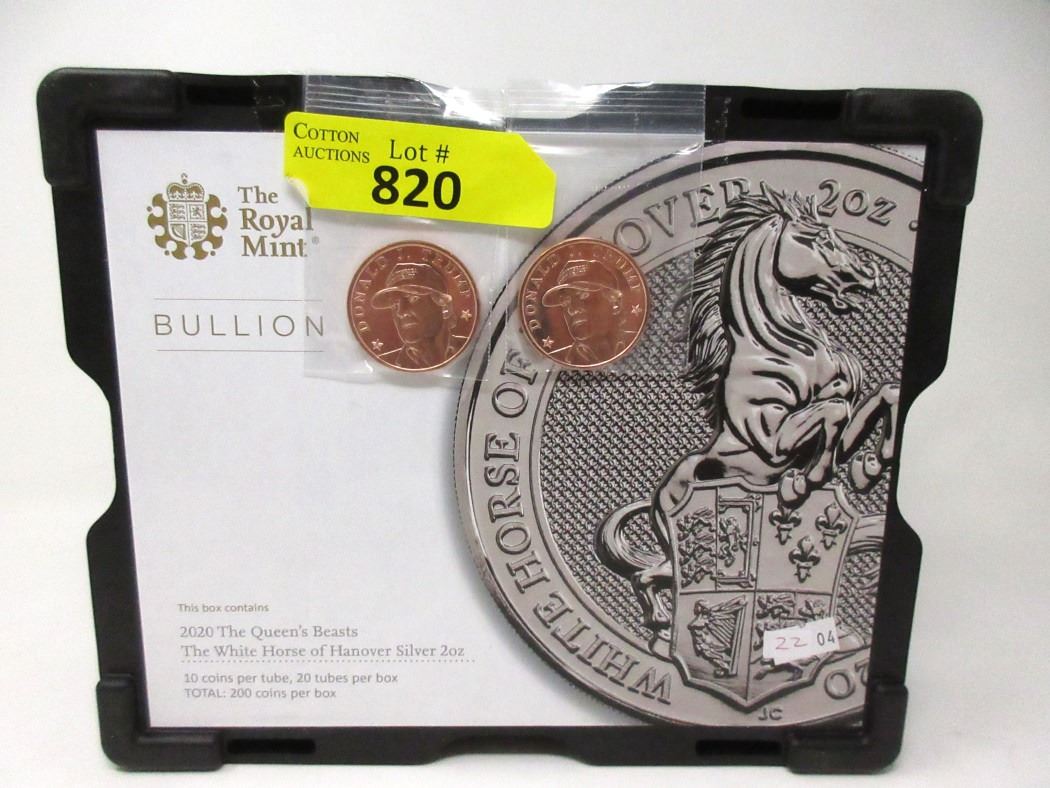 COTTON
AUCTIONS
Lot #
820
The
Royal
Mint®
BULLION
DONALD J. TRUMP
DONALD J. TRUMP
WHITE HORSE OF
OVER 2OZ
JC
22 04
This box contains
2020 The Queen's Beasts
The White Horse of Hanover Silver 2oz
10 coins per tube, 20 tubes per box
TOTAL: 200 coins per box